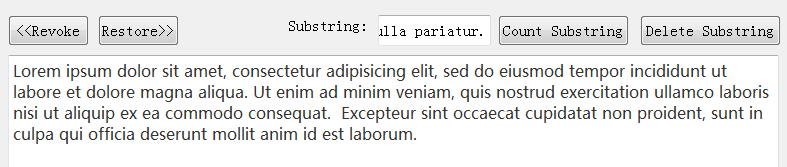 <<Revoke Restore>> Substring: ulla pariatur. Count Substring Delete Substring
Lorem ipsum dolor sit amet, consectetur adipisicing elit, sed do eiusmod tempor incididunt ut
labore et dolore magna aliqua. Ut enim ad minim veniam, quis nostrud exercitation ullamco laboris
nisi ut aliquip ex ea commodo consequat.  Excepteur sint occaecat cupidatat non proident, sunt in
culpa qui officia deserunt mollit anim id est laborum.